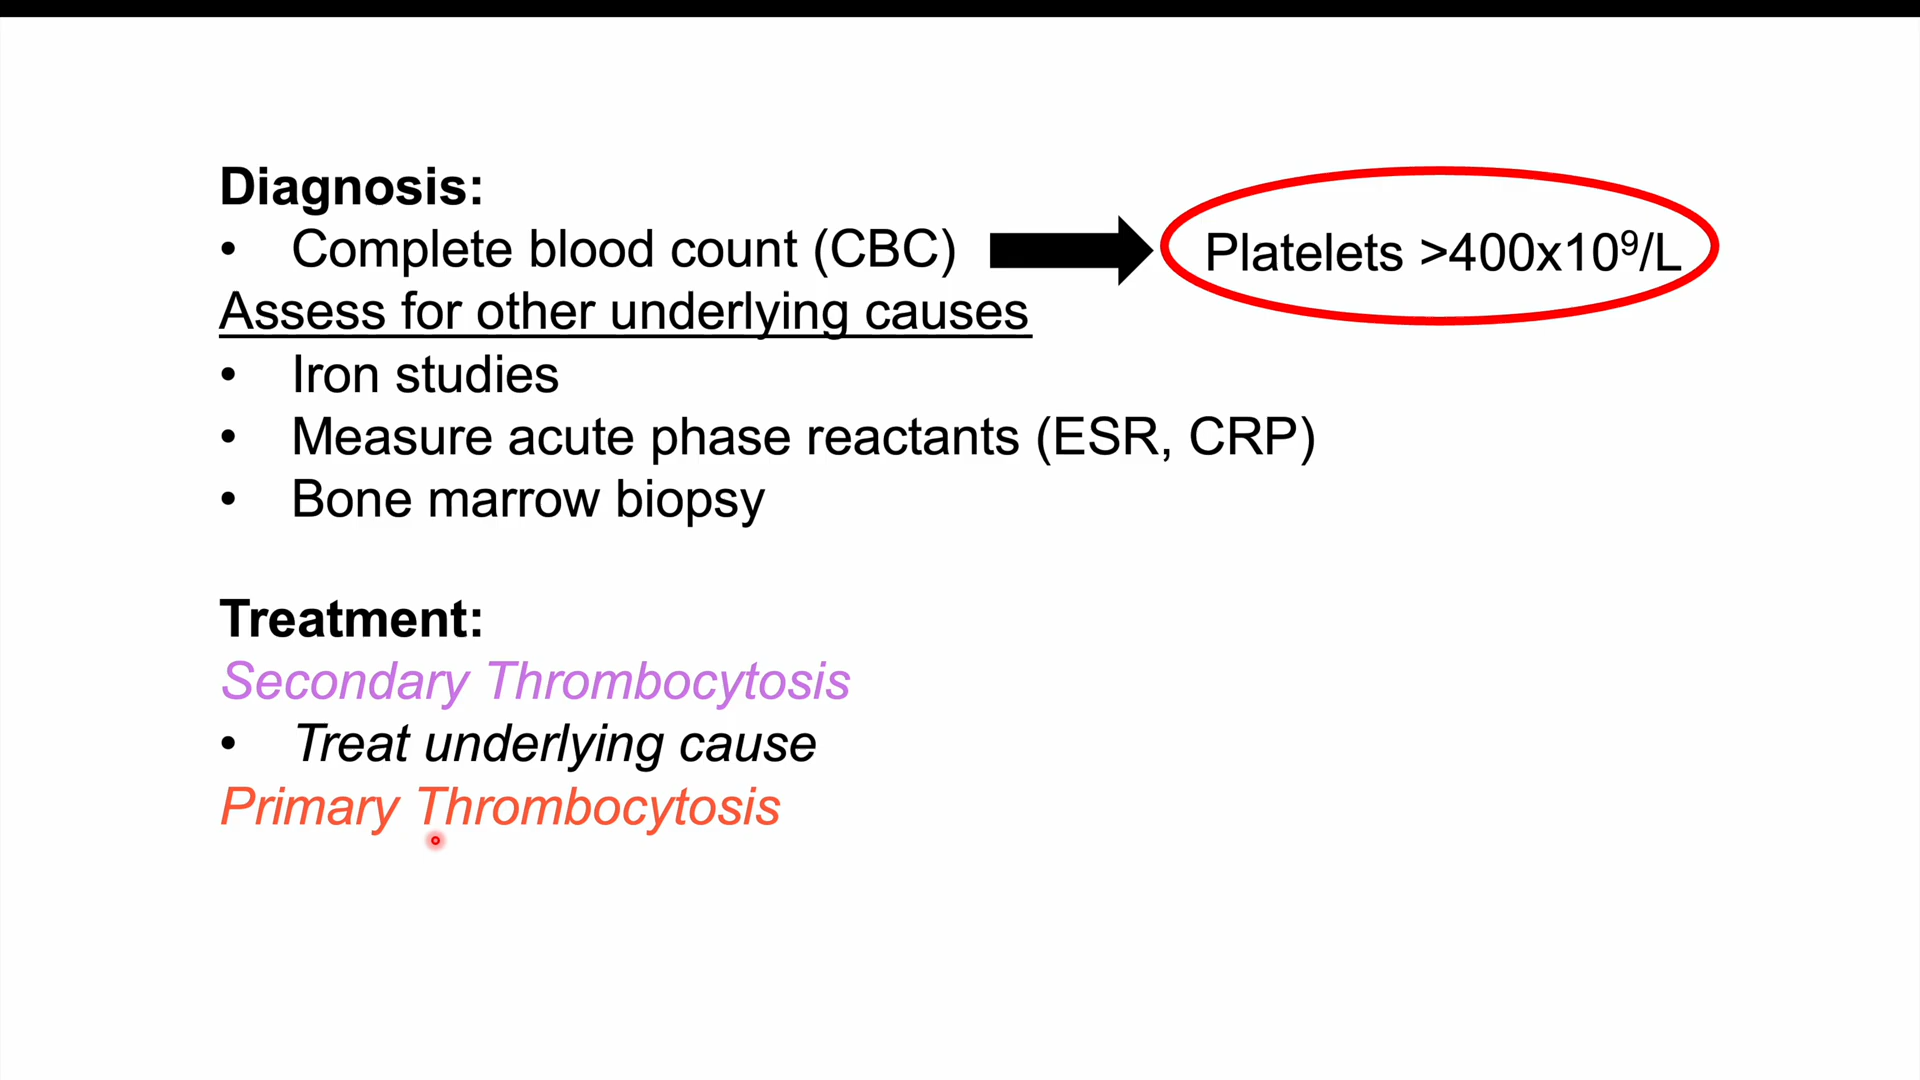 Diagnosis:
• Complete blood count (CBC)
Platelets >400x10⁹/L
Assess for other underlying causes
• Iron studies
• Measure acute phase reactants (ESR, CRP)
• Bone marrow biopsy
Treatment:
Secondary Thrombocytosis
• Treat underlying cause
Primary Thrombocytosis